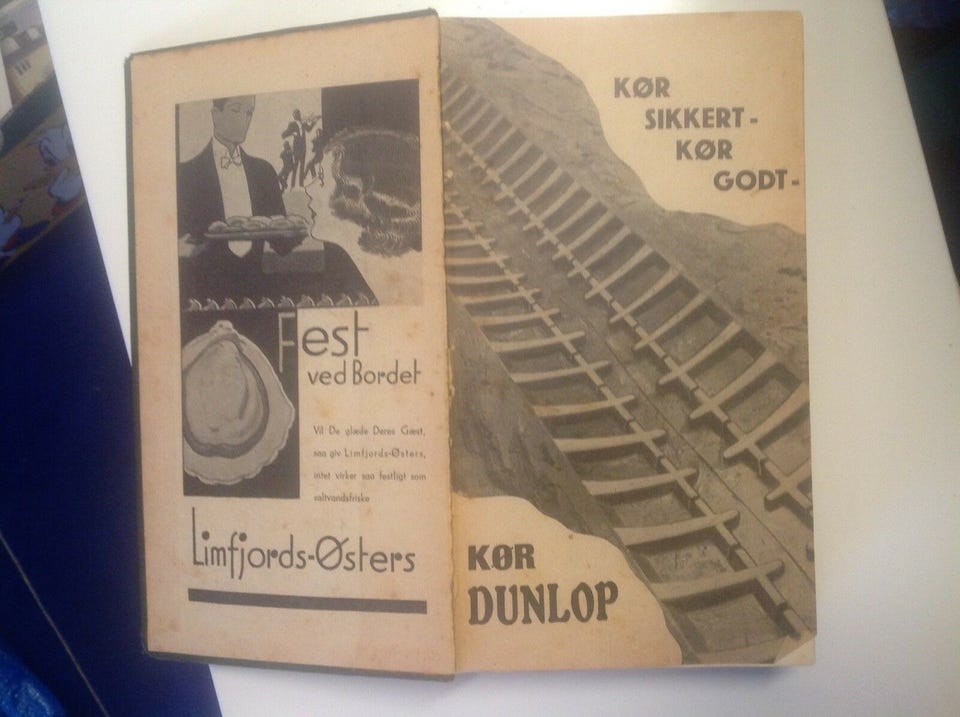 Fest
ved Bordet
Vil De glæde Deres Gæst,
saa giv Limfjords-Østers,
intet virker saa festligt som
saltvandsfriske
Limfjords-Østers
KØR
SIKKERT-
KØR
GODT-
KØR
DUNLOP